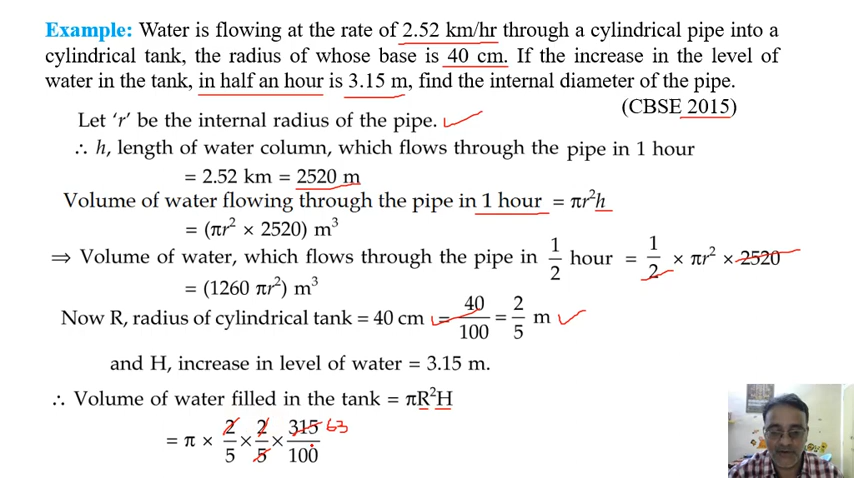 Example: Water is flowing at the rate of 2.52 km/hr through a cylindrical pipe into a
cylindrical tank, the radius of whose base is 40 cm. If the increase in the level of
water in the tank, in half an hour is 3.15 m, find the internal diameter of the pipe.
(CBSE 2015)
Let ‘r’ be the internal radius of the pipe.
∴ h, length of water column, which flows through the pipe in 1 hour
= 2.52 km = 2520 m
Volume of water flowing through the pipe in 1 hour = πr²h
= (πr² × 2520) m³
⇒ Volume of water, which flows through the pipe in 1/2 hour = 1/2 × πr² × 2520
= (1260 πr²) m³
Now R, radius of cylindrical tank = 40 cm = 40/100 = 2/5 m
and H, increase in level of water = 3.15 m.
∴ Volume of water filled in the tank = πR²H
= π × 2/5 × 2/5 × 315/100 63